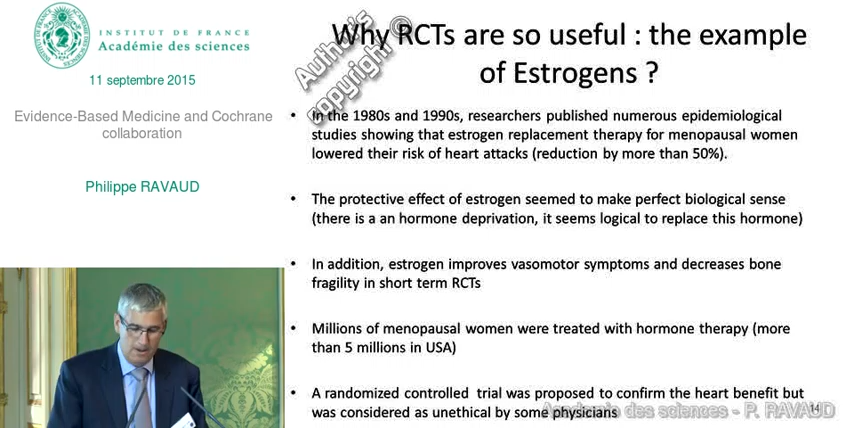 INSTITUT DE FRANCE
Académie des sciences
11 septembre 2015
Evidence-Based Medicine and Cochrane
collaboration
Philippe RAVAUD
Why RCTs are so useful : the example
of Estrogens ?
Author's
copyright ©
• In the 1980s and 1990s, researchers published numerous epidemiological
studies showing that estrogen replacement therapy for menopausal women
lowered their risk of heart attacks (reduction by more than 50%).
• The protective effect of estrogen seemed to make perfect biological sense
(there is a an hormone deprivation, it seems logical to replace this hormone)
• In addition, estrogen improves vasomotor symptoms and decreases bone
fragility in short term RCTs
• Millions of menopausal women were treated with hormone therapy (more
than 5 millions in USA)
• A randomized controlled trial was proposed to confirm the heart benefit but
was considered as unethical by some physicians
14
Académie des sciences - P. RAVAUD